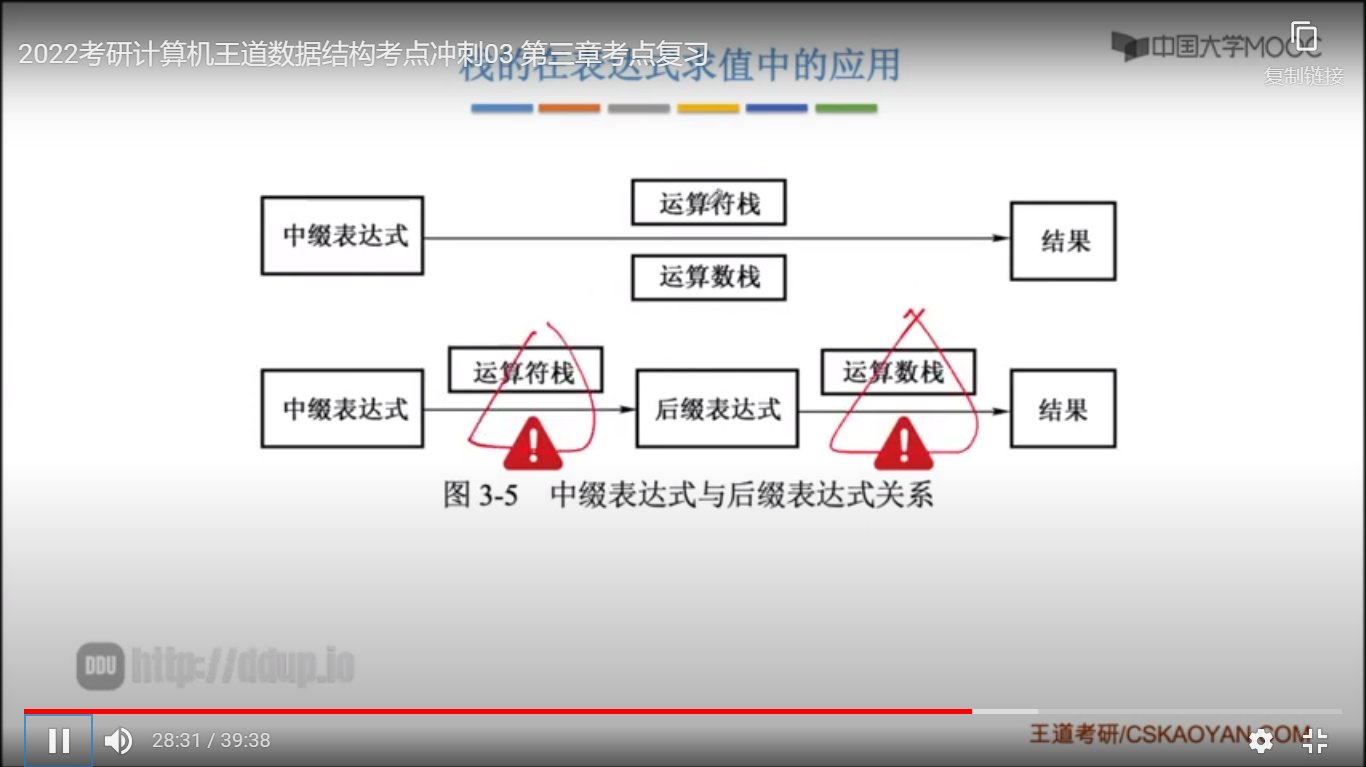 2022考研计算机王道数据结构考点冲刺03 第三章考点复习
栈的在表达式求值中的应用
中国大学MOOC
复制链接
运算符栈
中缀表达式
结果
运算数栈
运算符栈
运算数栈
中缀表达式
后缀表达式
结果
图 3-5 中缀表达式与后缀表达式关系
DDU http://ddup.io
王道考研/CSKAOYAN.COM
28:31 / 39:38